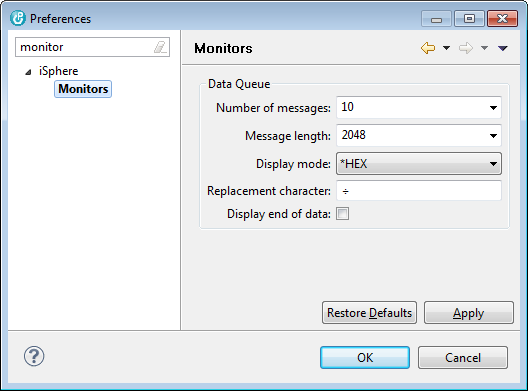 Preferences
monitor
iSphere
Monitors
Monitors
Data Queue
Number of messages: 10
Message length: 2048
Display mode: *HEX
Replacement character: ÷
Display end of data:
Restore Defaults Apply
? OK Cancel